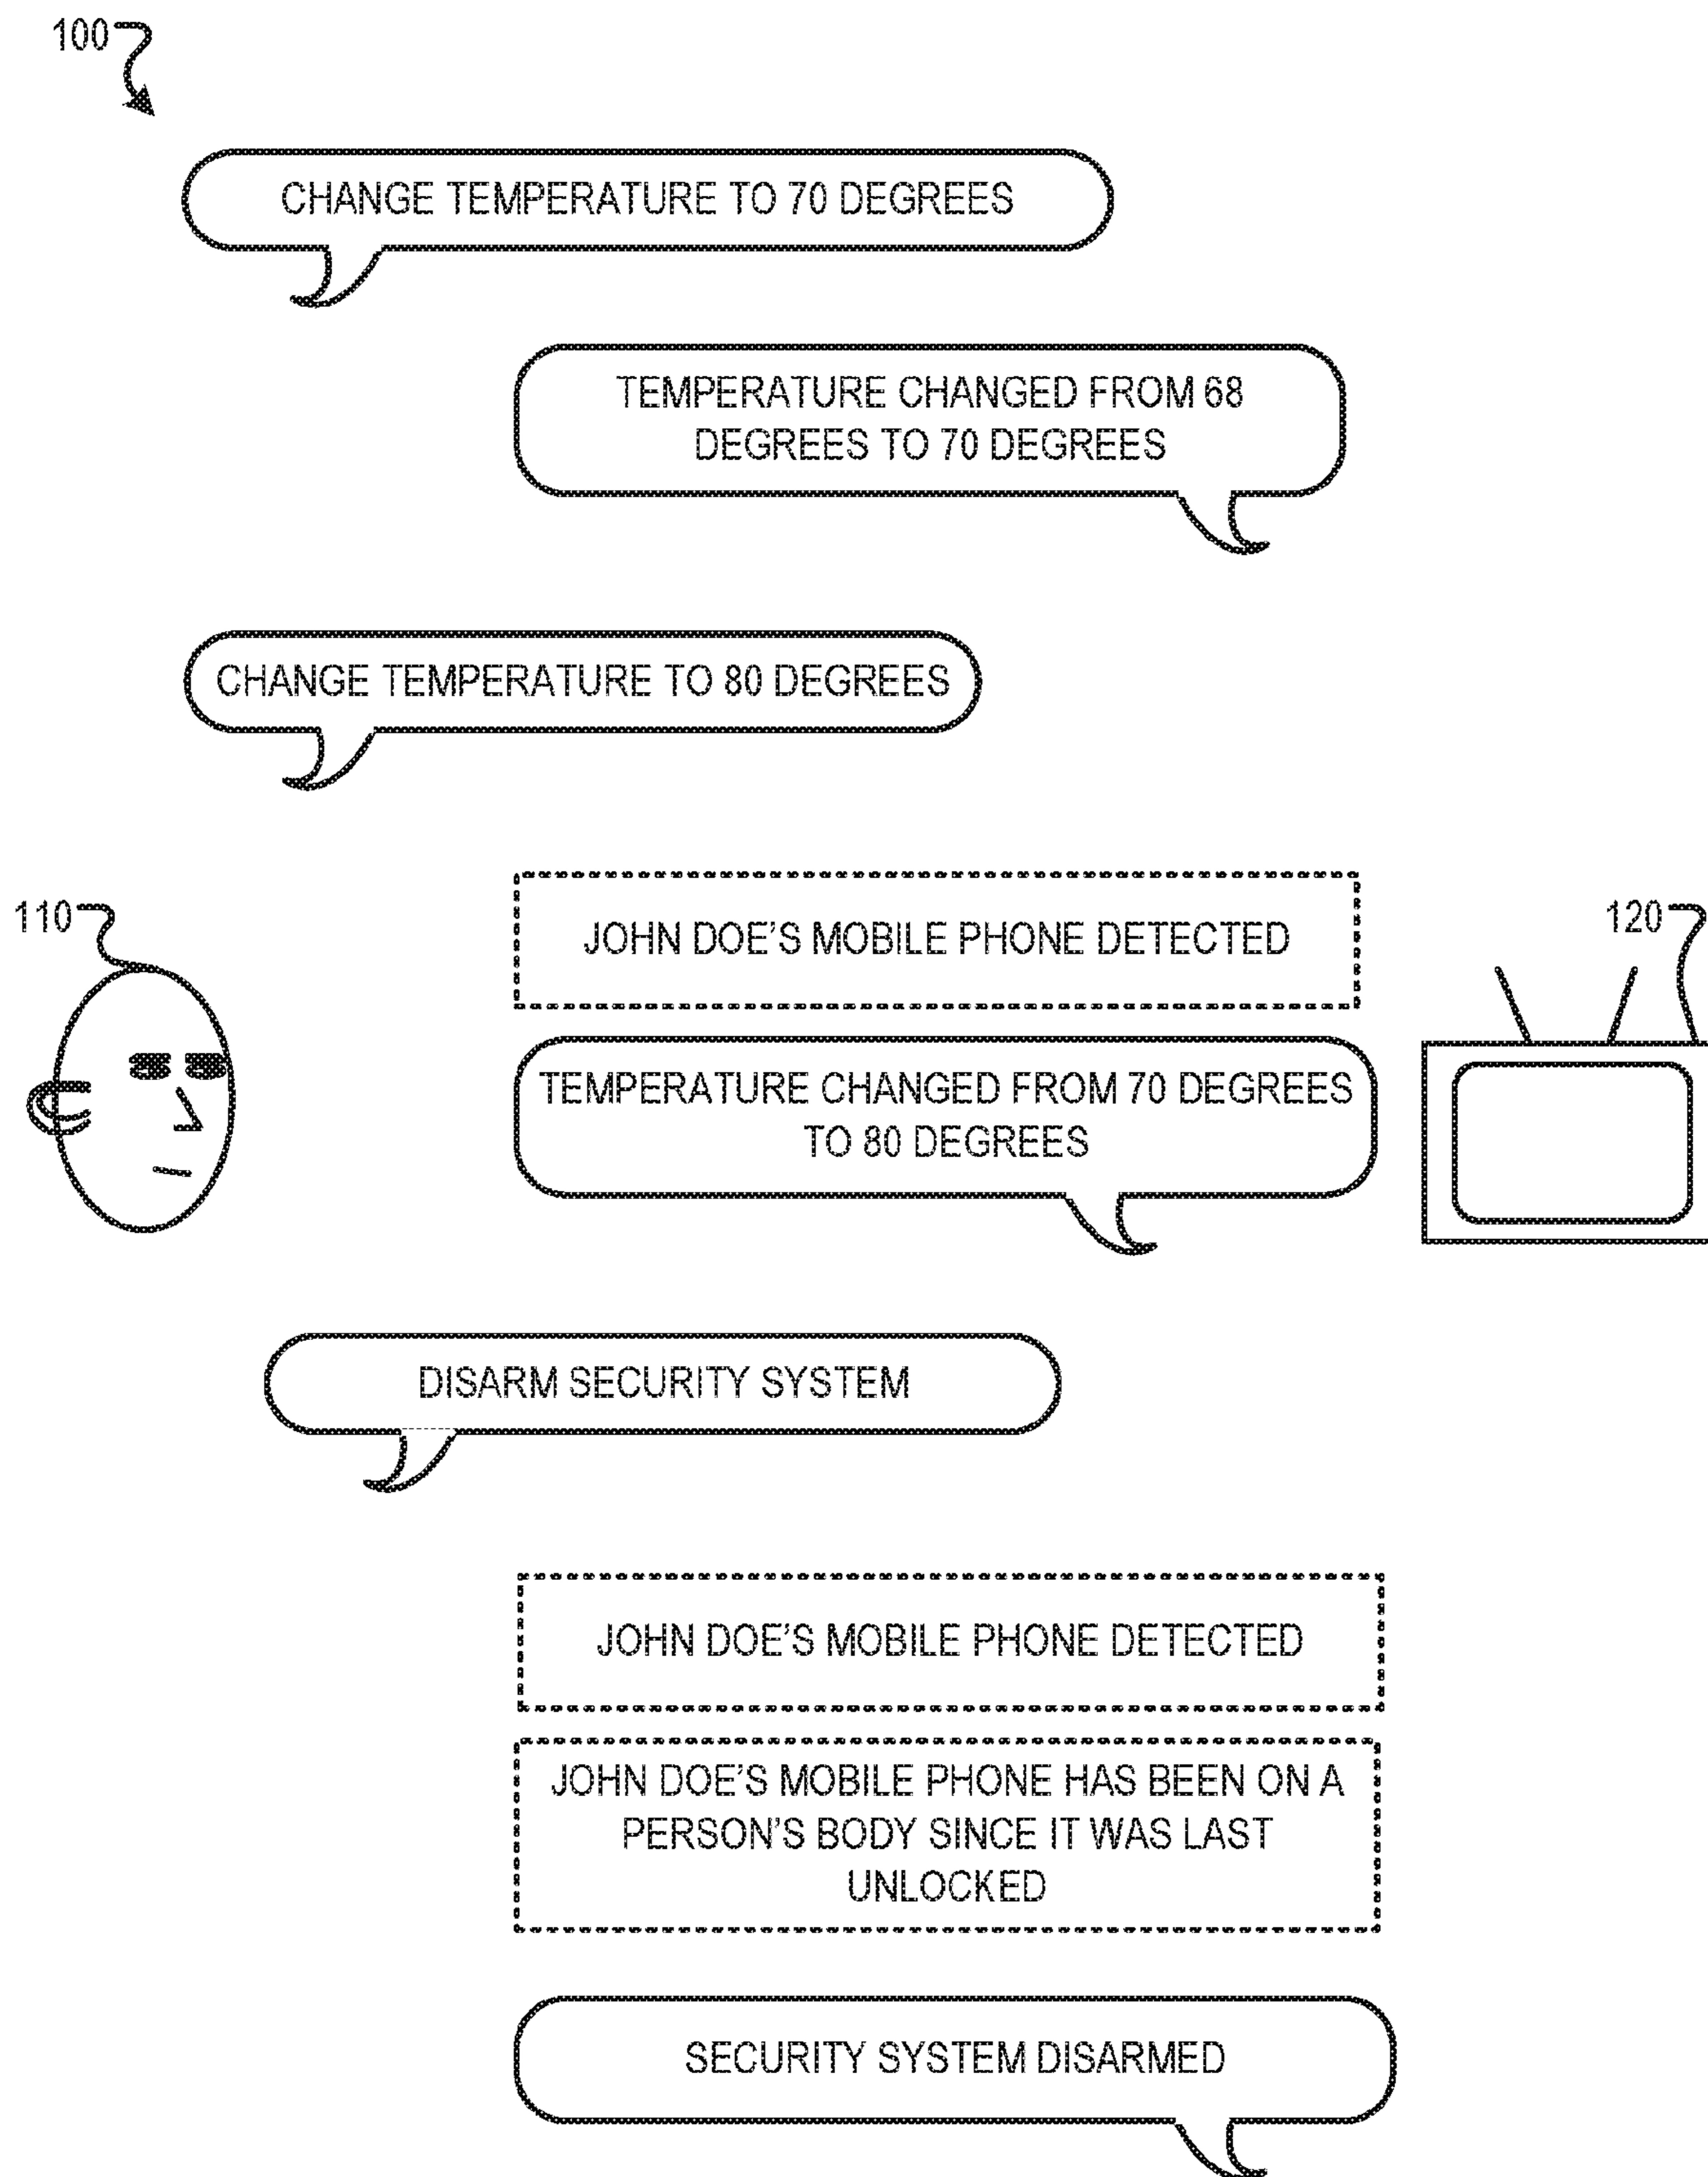 100
CHANGE TEMPERATURE TO 70 DEGREES
TEMPERATURE CHANGED FROM 68
DEGREES TO 70 DEGREES
CHANGE TEMPERATURE TO 80 DEGREES
110
JOHN DOE'S MOBILE PHONE DETECTED
120
TEMPERATURE CHANGED FROM 70 DEGREES
TO 80 DEGREES
DISARM SECURITY SYSTEM
JOHN DOE'S MOBILE PHONE DETECTED
JOHN DOE'S MOBILE PHONE HAS BEEN ON A
PERSON'S BODY SINCE IT WAS LAST
UNLOCKED
SECURITY SYSTEM DISARMED